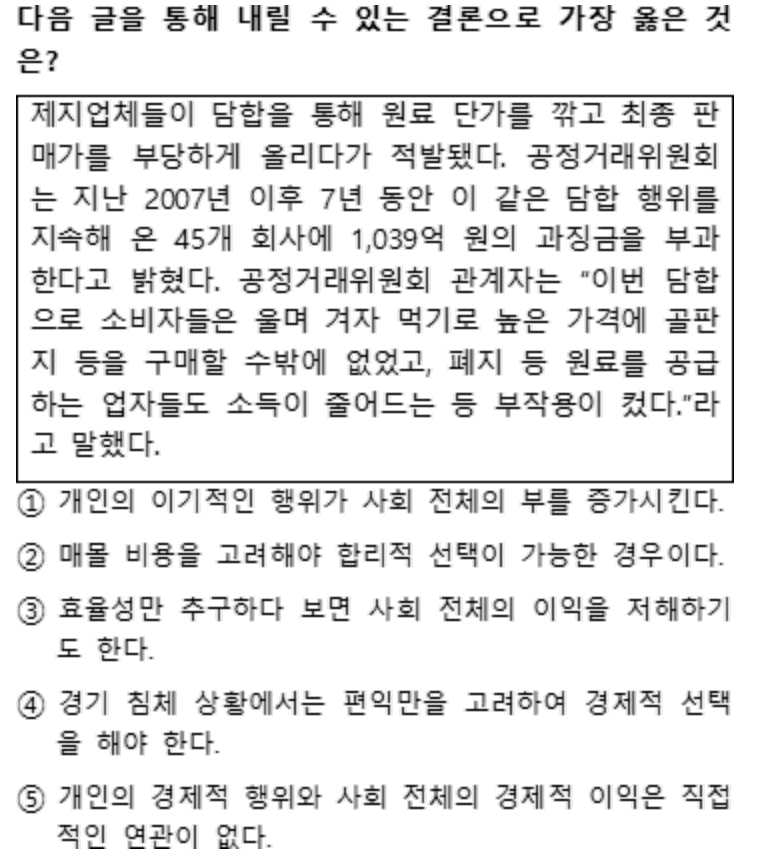 다음 글을 통해 내릴 수 있는 결론으로 가장 옳은 것
은?
제지업체들이 담합을 통해 원료 단가를 깎고 최종 판
매가를 부당하게 올리다가 적발됐다. 공정거래위원회
는 지난 2007년 이후 7년 동안 이 같은 담합 행위를
지속해 온 45개 회사에 1,039억 원의 과징금을 부과
한다고 밝혔다. 공정거래위원회 관계자는 “이번 담합
으로 소비자들은 울며 겨자 먹기로 높은 가격에 골판
지 등을 구매할 수밖에 없었고, 폐지 등 원료를 공급
하는 업자들도 소득이 줄어드는 등 부작용이 컸다.”라
고 말했다.
① 개인의 이기적인 행위가 사회 전체의 부를 증가시킨다.
② 매몰 비용을 고려해야 합리적 선택이 가능한 경우이다.
③ 효율성만 추구하다 보면 사회 전체의 이익을 저해하기
도 한다.
④ 경기 침체 상황에서는 편익만을 고려하여 경제적 선택
을 해야 한다.
⑤ 개인의 경제적 행위와 사회 전체의 경제적 이익은 직접
적인 연관이 없다.